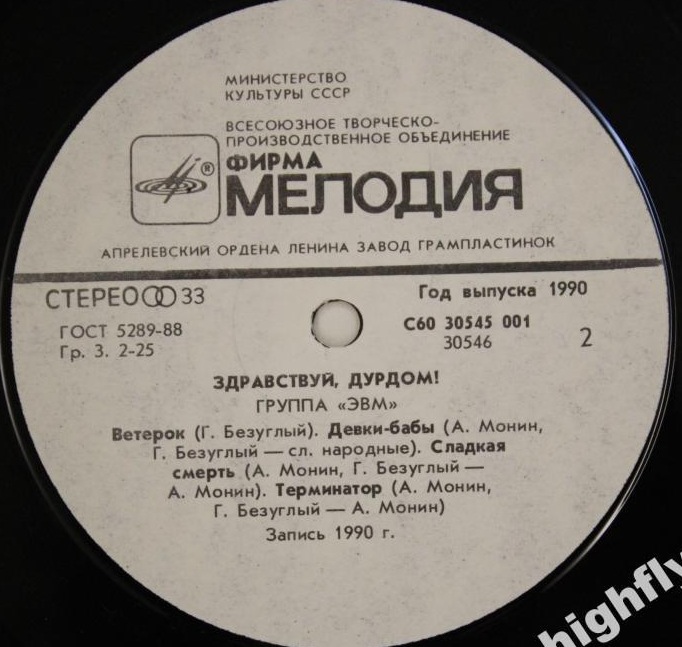 МИНИСТЕРСТВО
КУЛЬТУРЫ СССР
ВСЕСОЮЗНОЕ ТВОРЧЕСКО-
ПРОИЗВОДСТВЕННОЕ ОБЪЕДИНЕНИЕ
®
ФИРМА
МЕЛОДИЯ
АПРЕЛЕВСКИЙ ОРДЕНА ЛЕНИНА ЗАВОД ГРАМПЛАСТИНОК
СТЕРЕО 33
Год выпуска 1990
ГОСТ 5289-88
Гр. 3. 2-25
С60 30545 001
30546
2
ЗДРАВСТВУЙ, ДУРДОМ!
ГРУППА «ЭВМ»
Ветерок (Г. Безуглый). Девки-бабы (А. Монин,
Г. Безуглый — сл. народные). Сладкая
смерть (А. Монин, Г. Безуглый —
А. Монин). Терминатор (А. Монин,
Г. Безуглый — А. Монин)
Запись 1990 г.
highfly